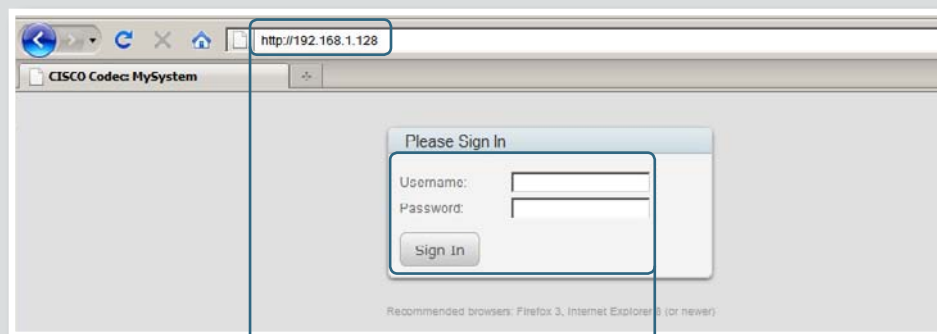 http://192.168.1.128
CISCO Codec: MySystem
Please Sign In
Username:
Password:
Sign In
Recommended browsers: Firefox 3, Internet Explorer 8 (or newer)